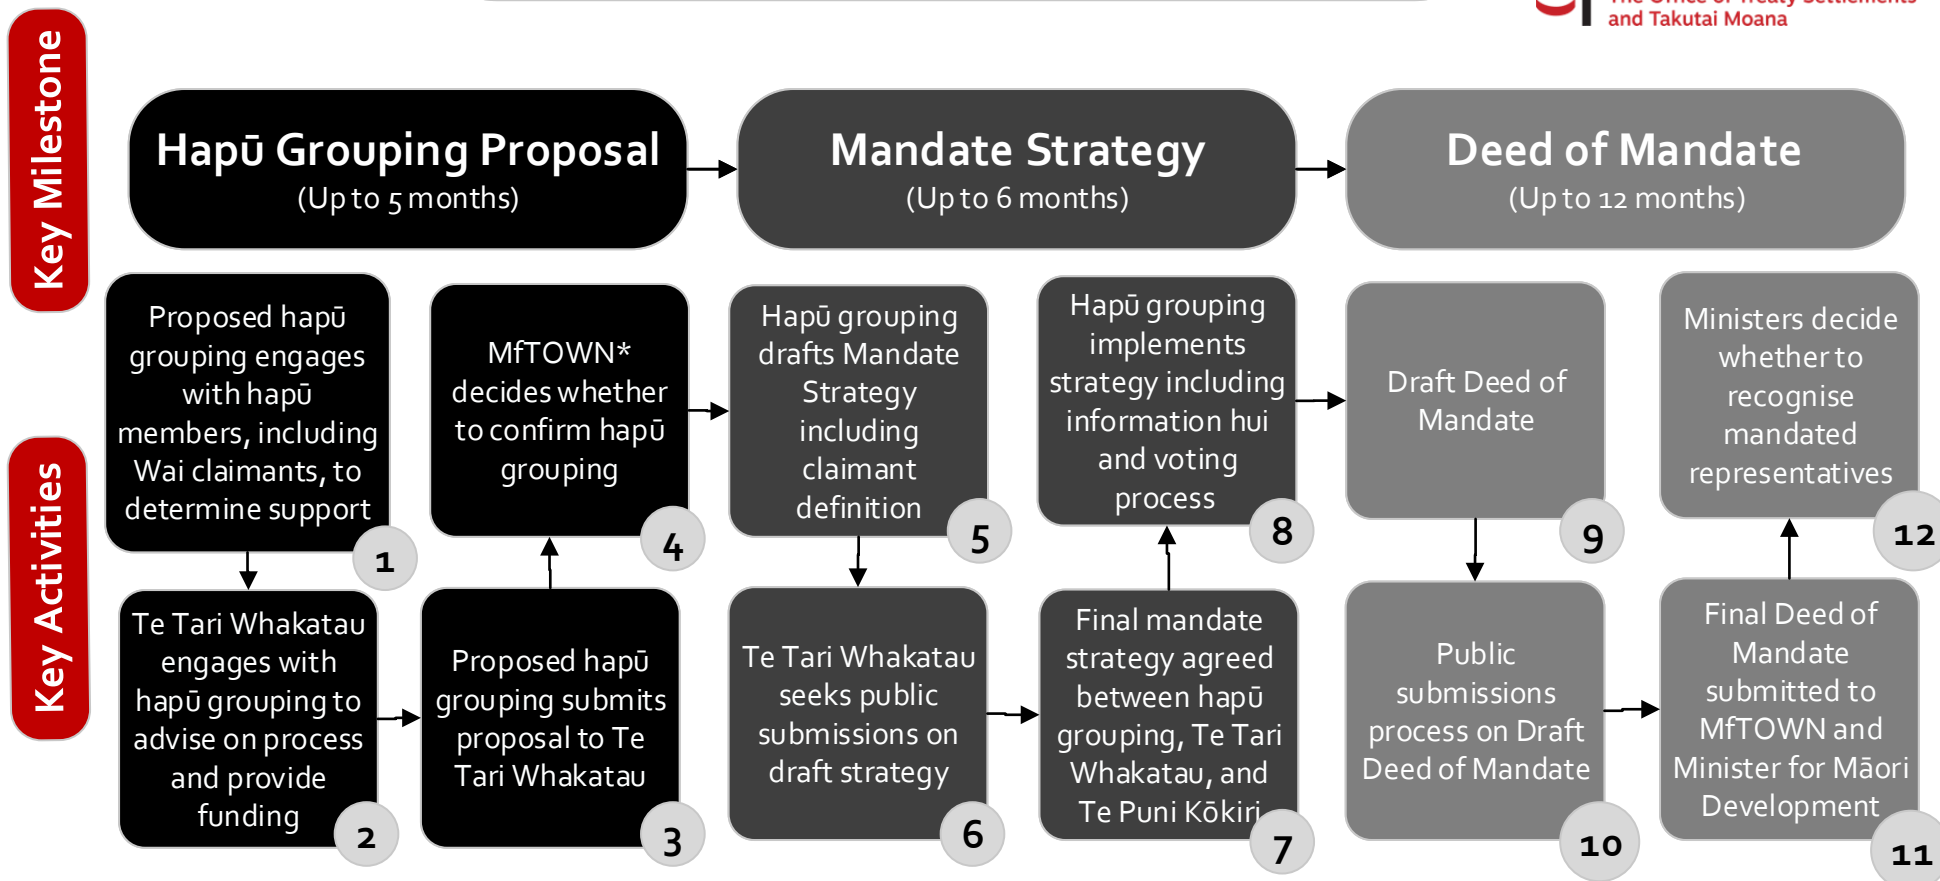 The Office of Treaty Settlements
and Takutai Moana
Key Milestone
Hapū Grouping Proposal
(Up to 5 months)
Mandate Strategy
(Up to 6 months)
Deed of Mandate
(Up to 12 months)
Key Activities
Proposed hapū
grouping engages
with hapū
members, including
Wai claimants, to
determine support
1
Te Tari Whakatau
engages with
hapū grouping to
advise on process
and provide
funding
2
Proposed hapū
grouping submits
proposal to Te
Tari Whakatau
3
MfTOWN*
decides whether
to confirm hapū
grouping
4
Hapū grouping
drafts Mandate
Strategy
including
claimant
definition
5
Te Tari Whakatau
seeks public
submissions on
draft strategy
6
Final mandate
strategy agreed
between hapū
grouping, Te Tari
Whakatau, and
Te Puni Kōkiri
7
Hapū grouping
implements
strategy including
information hui
and voting
process
8
Draft Deed of
Mandate
9
Public
submissions
process on Draft
Deed of Mandate
10
Final Deed of
Mandate
submitted to
MfTOWN and
Minister for Māori
Development
11
Ministers decide
whether to
recognise
mandated
representatives
12